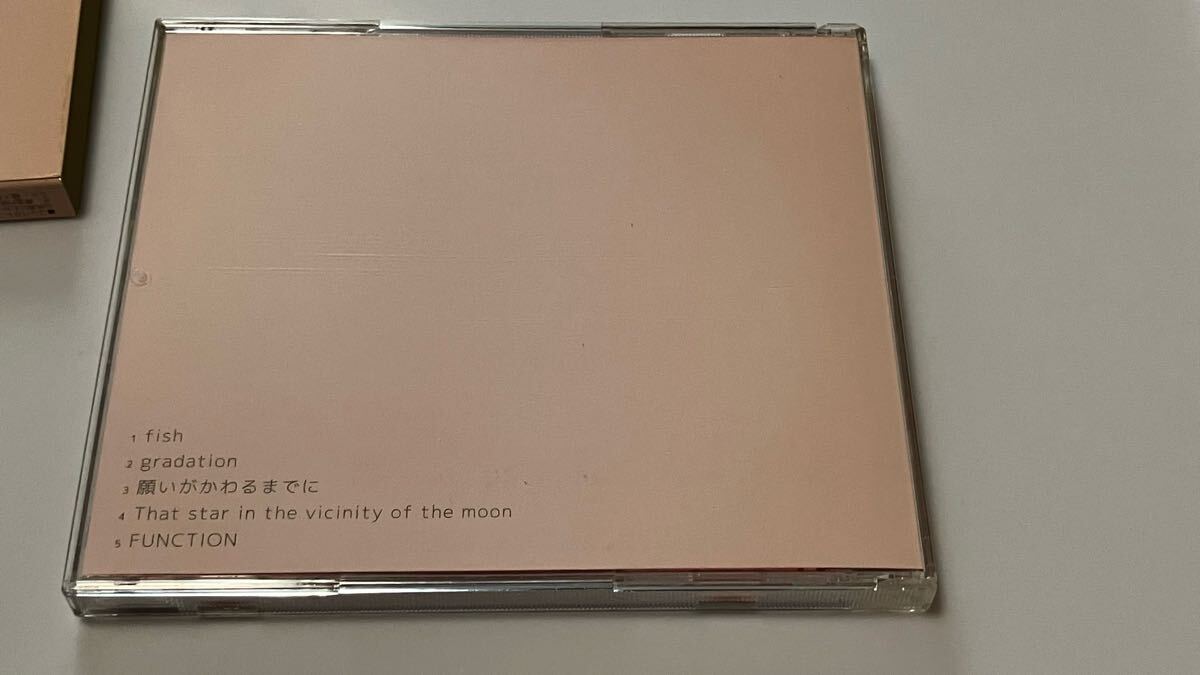 1 fish
2 gradation
3 願いがかわるまでに
4 That star in the vicinity of the moon
5 FUNCTION